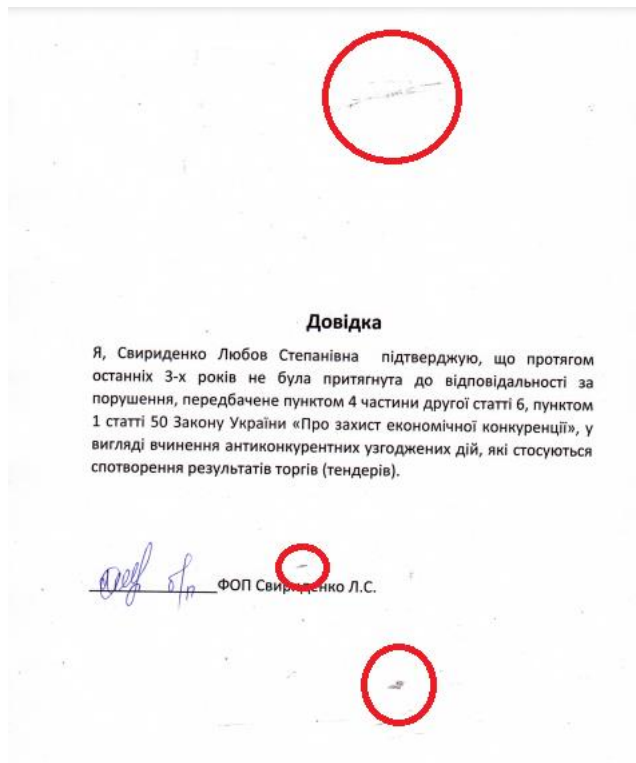 Довідка
Я, Свириденко Любов Степанівна підтверджую, що протягом
останніх 3-х років не була притягнута до відповідальності за
порушення, передбачене пунктом 4 частини другої статті 6, пунктом
1 статті 50 Закону України «Про захист економічної конкуренції», у
вигляді вчинення антиконкурентних узгоджених дій, які стосуються
спотворення результатів торгів (тендерів).
б/п ФОП Свириденко Л.С.